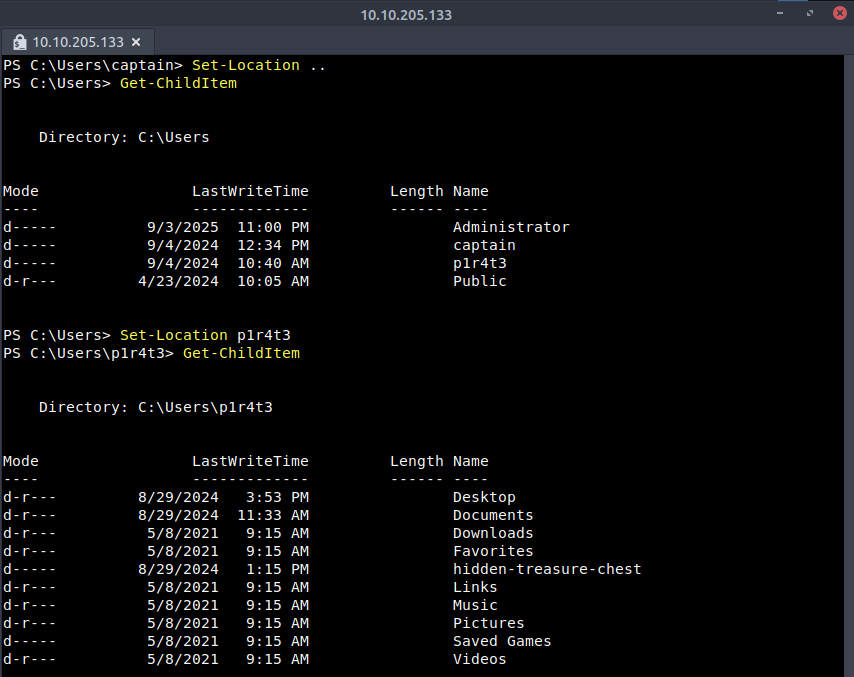 10.10.205.133
10.10.205.133
PS C:\Users\captain> Set-Location ..
PS C:\Users> Get-ChildItem
    Directory: C:\Users
Mode                 LastWriteTime         Length Name
----                 -------------         ------ ----
d-----          9/3/2025  11:00 PM                Administrator
d-----          9/4/2024  12:34 PM                captain
d-----          9/4/2024  10:40 AM                p1r4t3
d-r---         4/23/2024  10:05 AM                Public
PS C:\Users> Set-Location p1r4t3
PS C:\Users\p1r4t3> Get-ChildItem
    Directory: C:\Users\p1r4t3
Mode                 LastWriteTime         Length Name
----                 -------------         ------ ----
d-r---         8/29/2024   3:53 PM                Desktop
d-r---         8/29/2024  11:33 AM                Documents
d-r---          5/8/2021   9:15 AM                Downloads
d-r---          5/8/2021   9:15 AM                Favorites
d-----         8/29/2024   1:15 PM                hidden-treasure-chest
d-r---          5/8/2021   9:15 AM                Links
d-r---          5/8/2021   9:15 AM                Music
d-r---          5/8/2021   9:15 AM                Pictures
d-----          5/8/2021   9:15 AM                Saved Games
d-r---          5/8/2021   9:15 AM                Videos